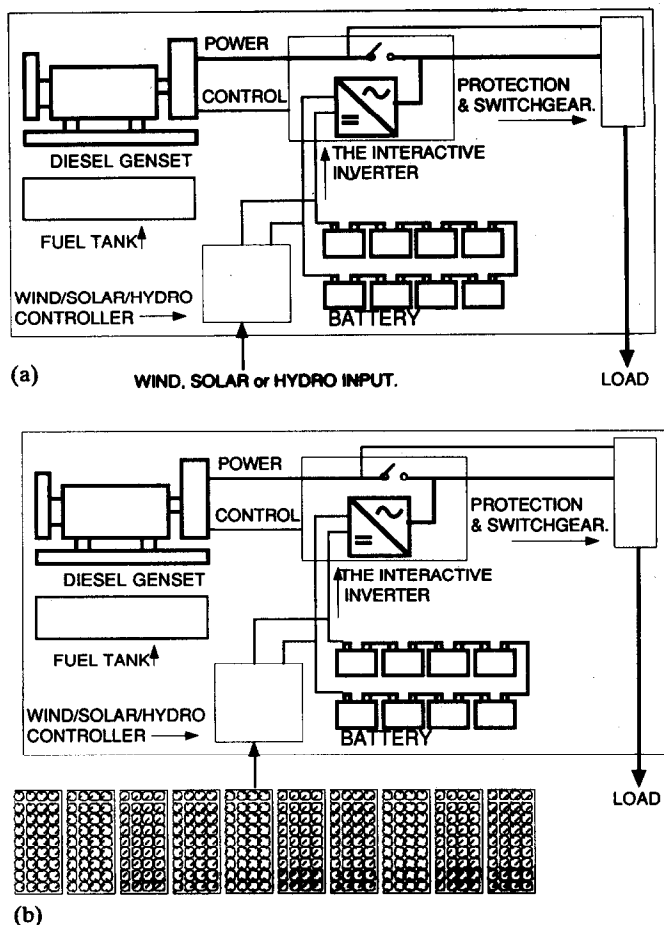 POWER
CONTROL
DIESEL GENSET
FUEL TANK
PROTECTION
& SWITCHGEAR.
THE INTERACTIVE
INVERTER
WIND/SOLAR/HYDRO
CONTROLLER
BATTERY
(a)
WIND, SOLAR or HYDRO INPUT.
LOAD
POWER
CONTROL
DIESEL GENSET
FUEL TANK
PROTECTION
& SWITCHGEAR.
THE INTERACTIVE
INVERTER
WIND/SOLAR/HYDRO
CONTROLLER
BATTERY
LOAD
(b)